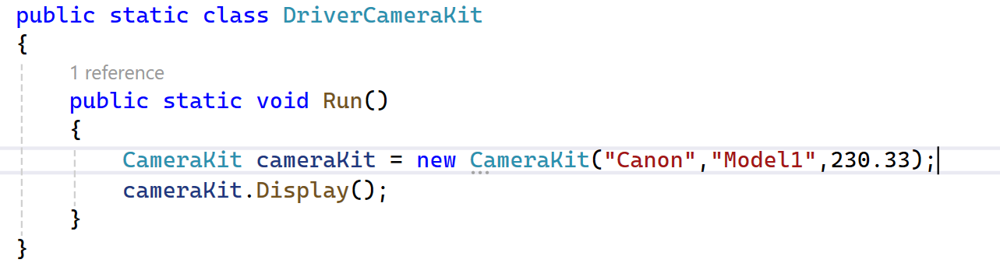 public static class DriverCameraKit
{
1 reference
public static void Run()
{
CameraKit cameraKit = new CameraKit("Canon","Model1",230.33);
cameraKit.Display();
}
}